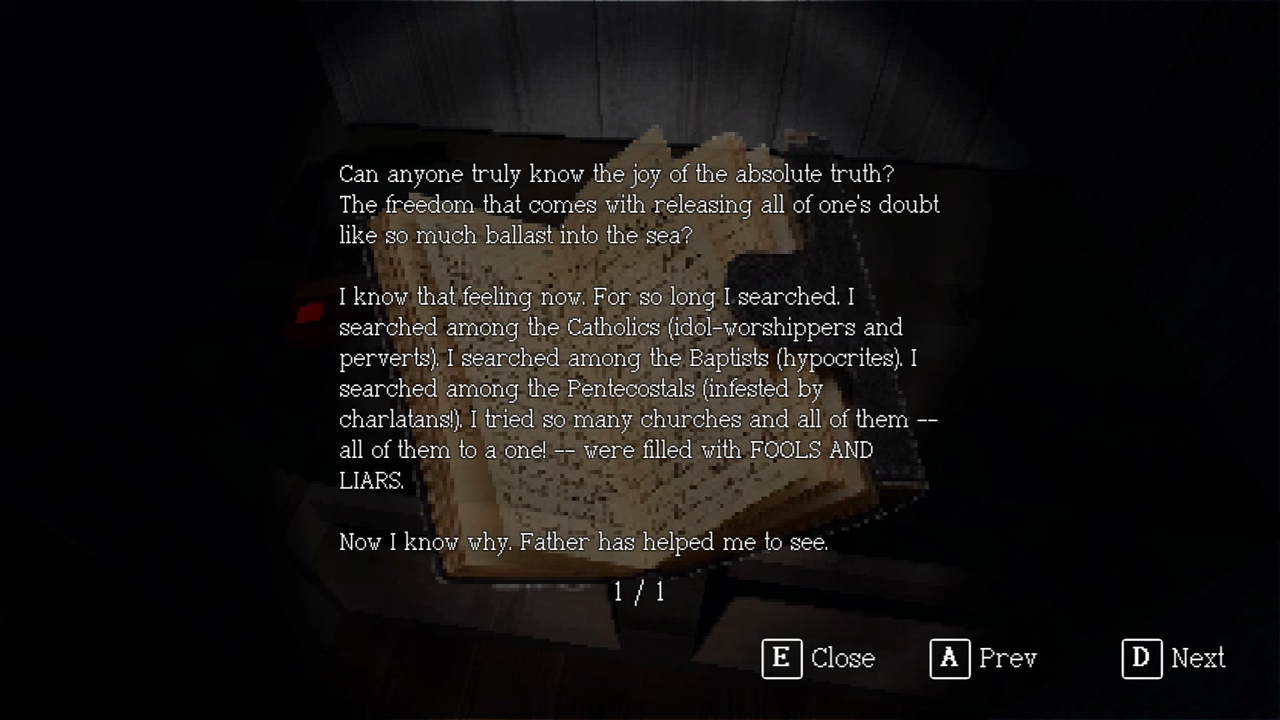 Can anyone truly know the joy of the absolute truth?
The freedom that comes with releasing all of one's doubt
like so much ballast into the sea?
I know that feeling now. For so long I searched. I
searched among the Catholics (idol-worshippers and
perverts). I searched among the Baptists (hypocrites). I
searched among the Pentecostals (infested by
charlatans!). I tried so many churches and all of them --
all of them to a one! -- were filled with FOOLS AND
LIARS.
Now I know why. Father has helped me to see.
1 / 1
E Close A Prev D Next